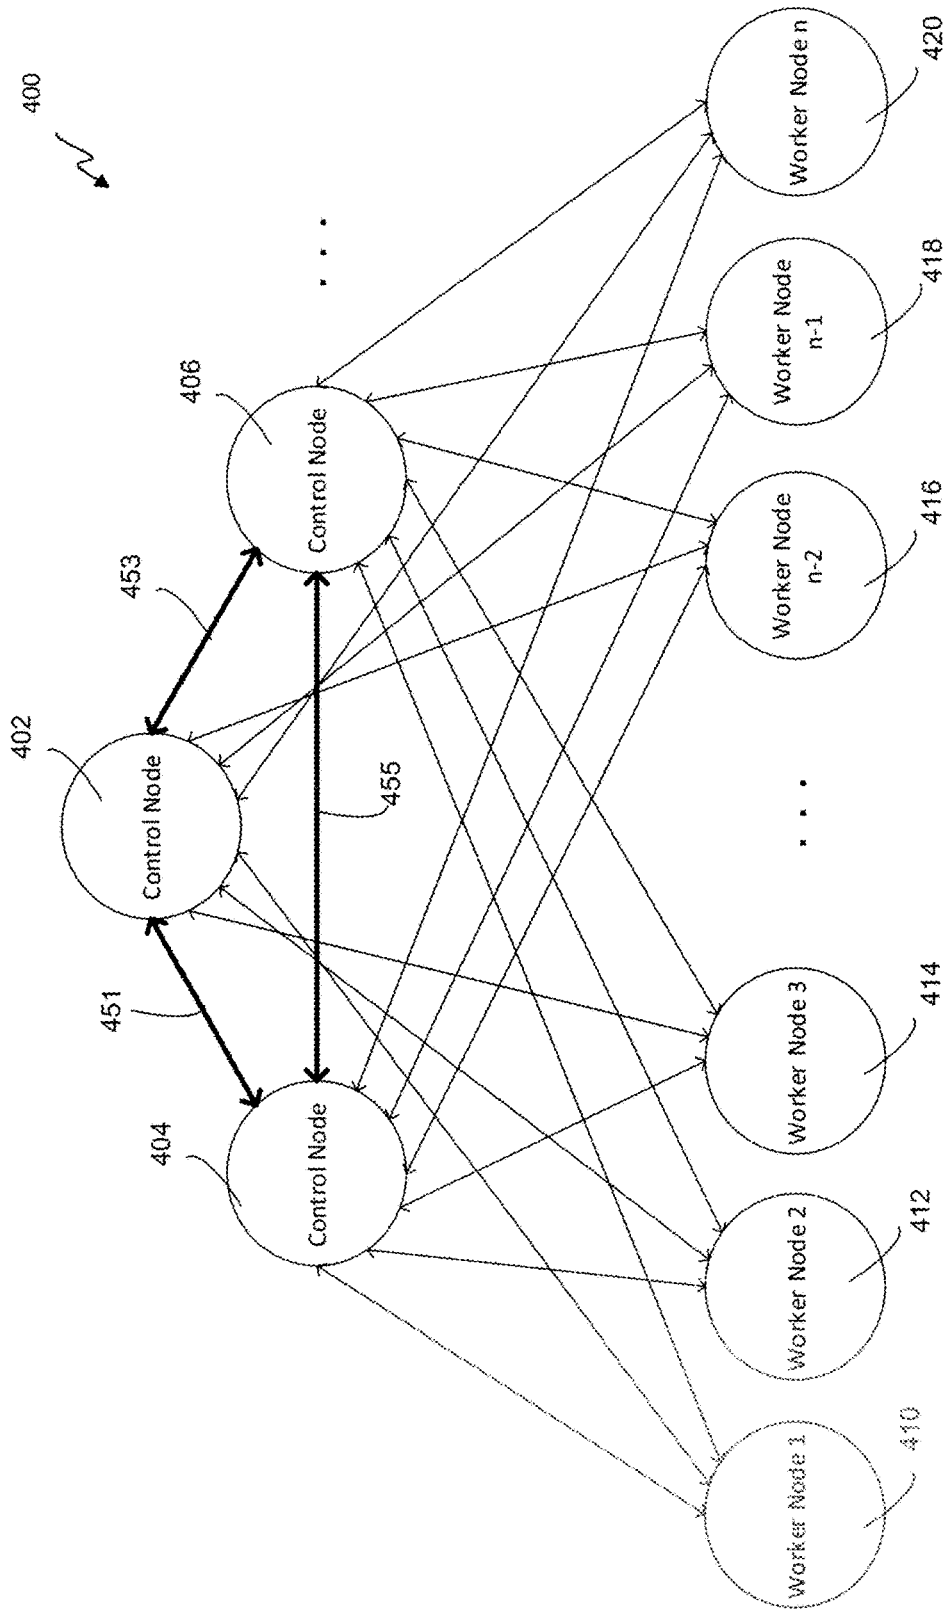 400
402
Control Node
451
453
404
Control Node
406
Control Node
455
. . .
Worker Node 1
410
Worker Node 2
412
Worker Node 3
414
. . .
Worker Node
n-2
416
Worker Node
n-1
418
Worker Node n
420